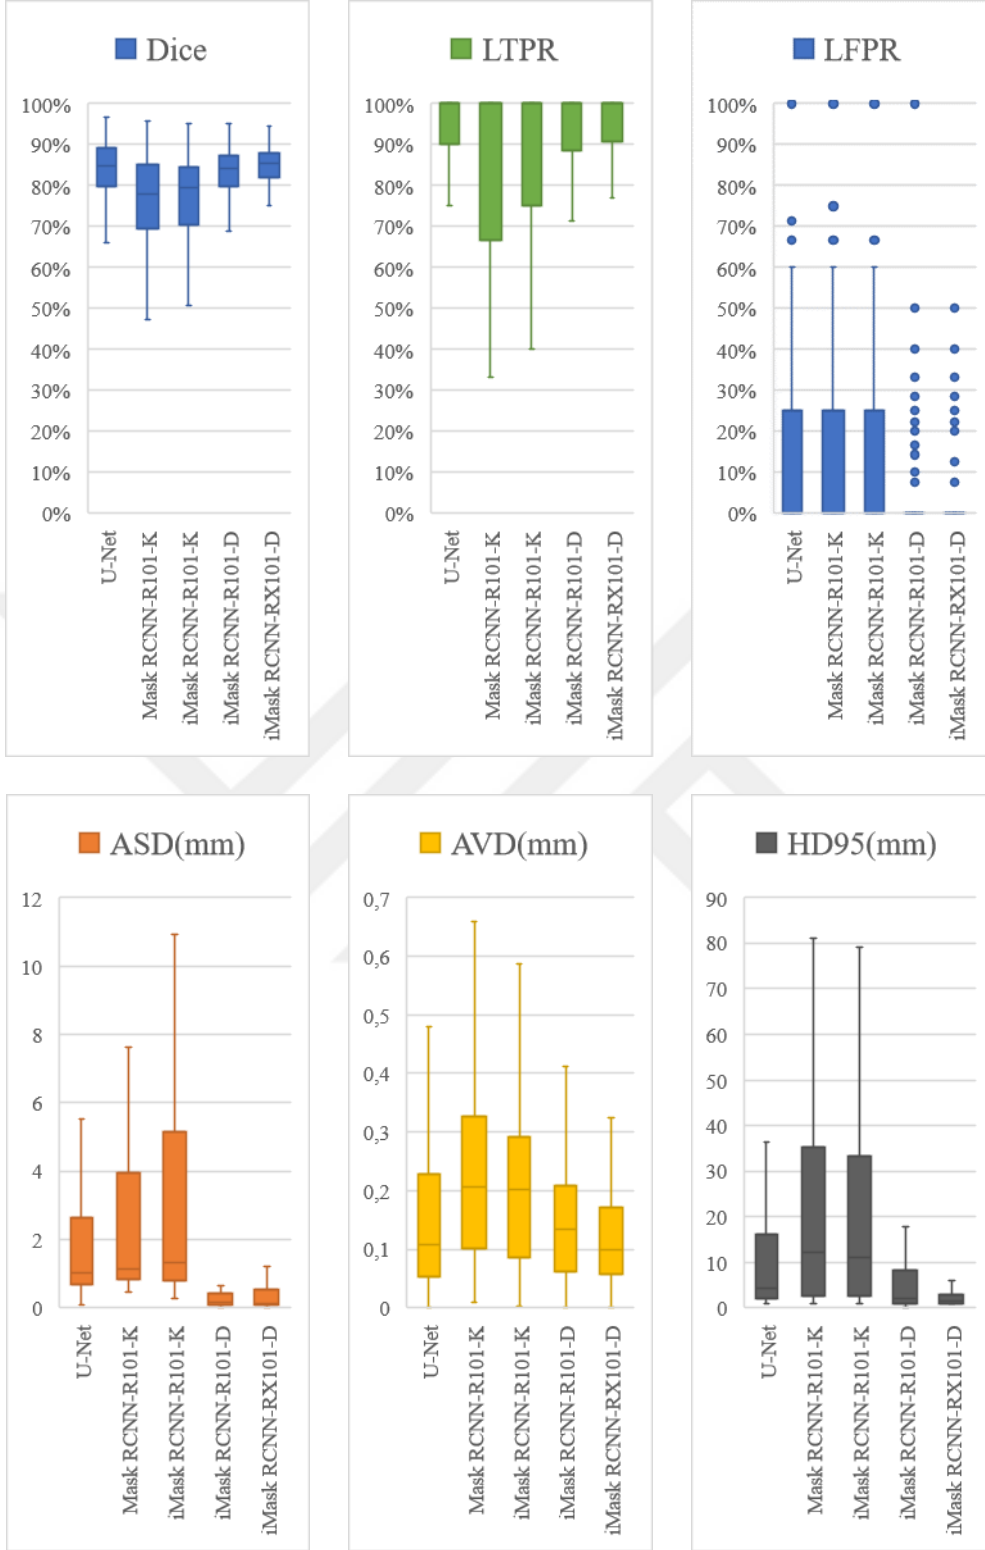 Dice
100%
90%
80%
70%
60%
50%
40%
30%
20%
10%
0%
U-Net
Mask RCNN-R101-K
iMask RCNN-R101-K
iMask RCNN-R101-D
iMask RCNN-RX101-D
LTPR
100%
90%
80%
70%
60%
50%
40%
30%
20%
10%
0%
U-Net
Mask RCNN-R101-K
iMask RCNN-R101-K
iMask RCNN-R101-D
iMask RCNN-RX101-D
LFPR
100%
90%
80%
70%
60%
50%
40%
30%
20%
10%
0%
U-Net
Mask RCNN-R101-K
iMask RCNN-R101-K
iMask RCNN-R101-D
iMask RCNN-RX101-D
ASD(mm)
12
10
8
6
4
2
0
U-Net
Mask RCNN-R101-K
iMask RCNN-R101-K
iMask RCNN-R101-D
iMask RCNN-RX101-D
AVD(mm)
0,7
0,6
0,5
0,4
0,3
0,2
0,1
0
U-Net
Mask RCNN-R101-K
iMask RCNN-R101-K
iMask RCNN-R101-D
iMask RCNN-RX101-D
HD95(mm)
90
80
70
60
50
40
30
20
10
0
U-Net
Mask RCNN-R101-K
iMask RCNN-R101-K
iMask RCNN-R101-D
iMask RCNN-RX101-D